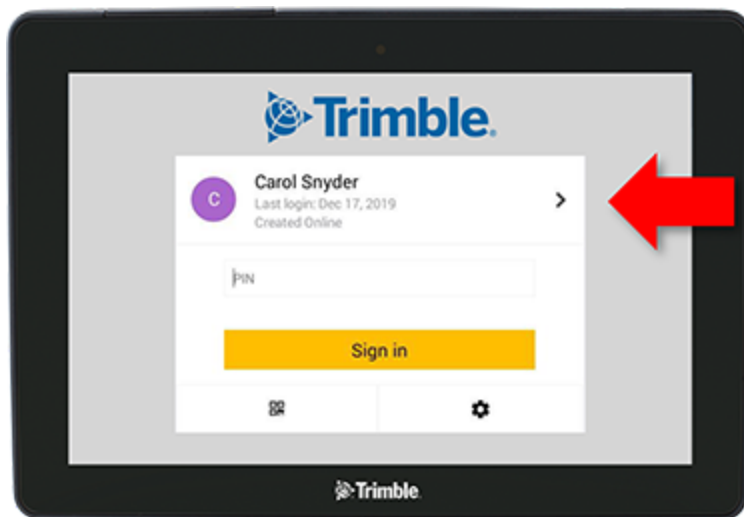 Trimble.
Carol Snyder
C
Last login: Dec 17, 2019
Created Online
PIN
Sign in
Trimble.